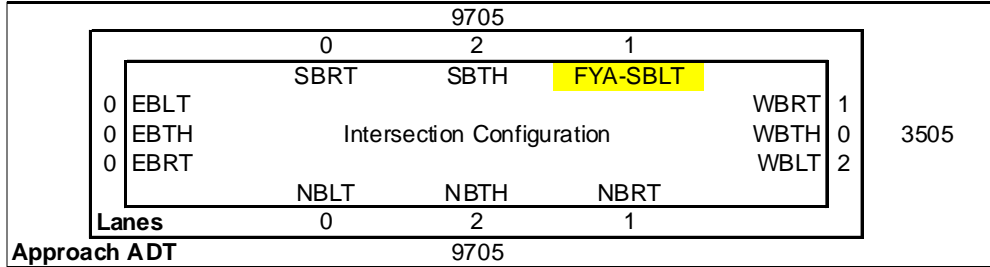 9705
0 2 1
SBRT SBTH FYA-SBLT
0 EBLT WBRT 1
0 EBTH Intersection Configuration WBTH 0 3505
0 EBRT WBLT 2
NBLT NBTH NBRT
Lanes 0 2 1
Approach ADT 9705